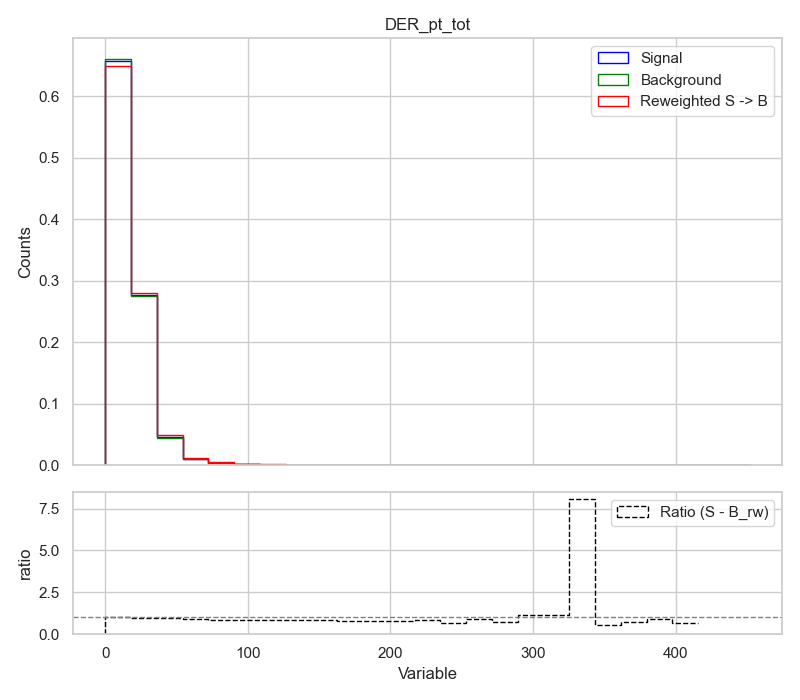 DER_pt_tot
Signal
Background
Reweighted S -> B
Counts
0.6
0.5
0.4
0.3
0.2
0.1
0.0
Ratio (S - B_rw)
ratio
7.5
5.0
2.5
0.0
0 100 200 300 400
Variable